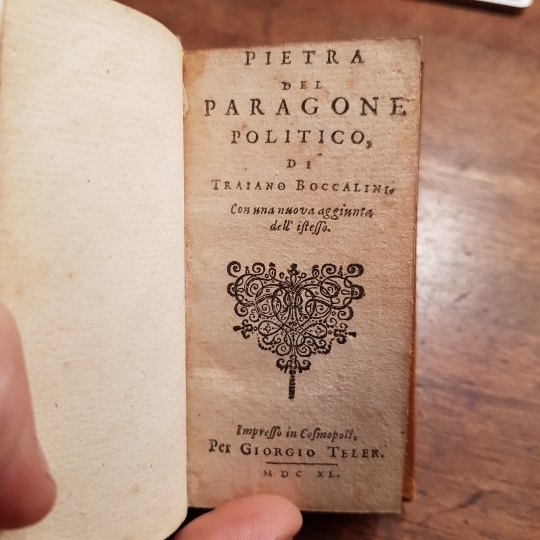 PIETRA
DEL
PARAGONE
POLITICO,
DI
TRAIANO BOCCALINI.
Con una nuova aggiunta
dell' iſteſſo.
Impreſſo in Coſmopoli,
Per GIORGIO TELER.
MDC XL.